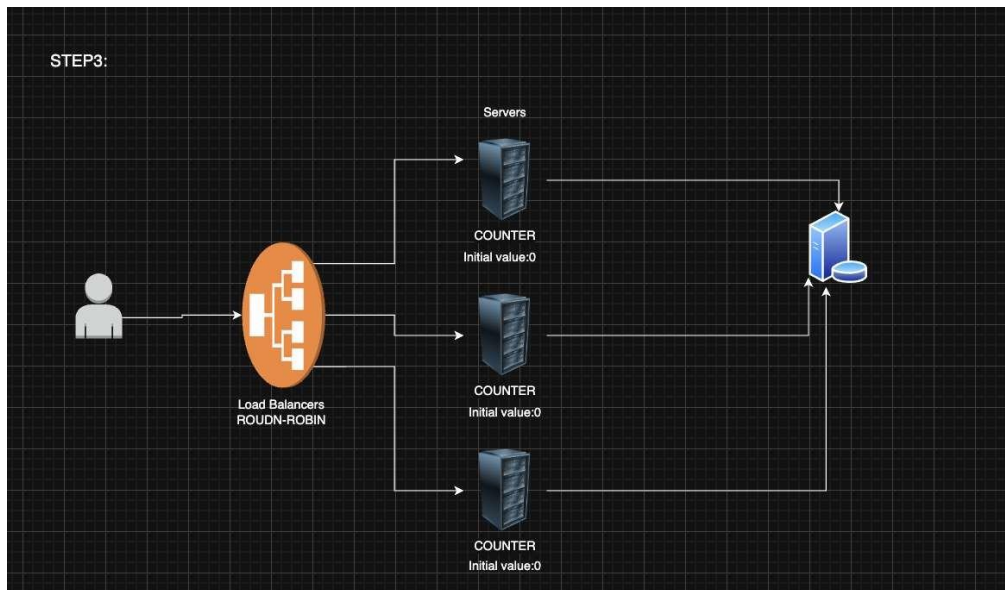 STEP3:
Servers
COUNTER
Initial value:0
Load Balancers
ROUDN-ROBIN
COUNTER
Initial value:0
COUNTER
Initial value:0